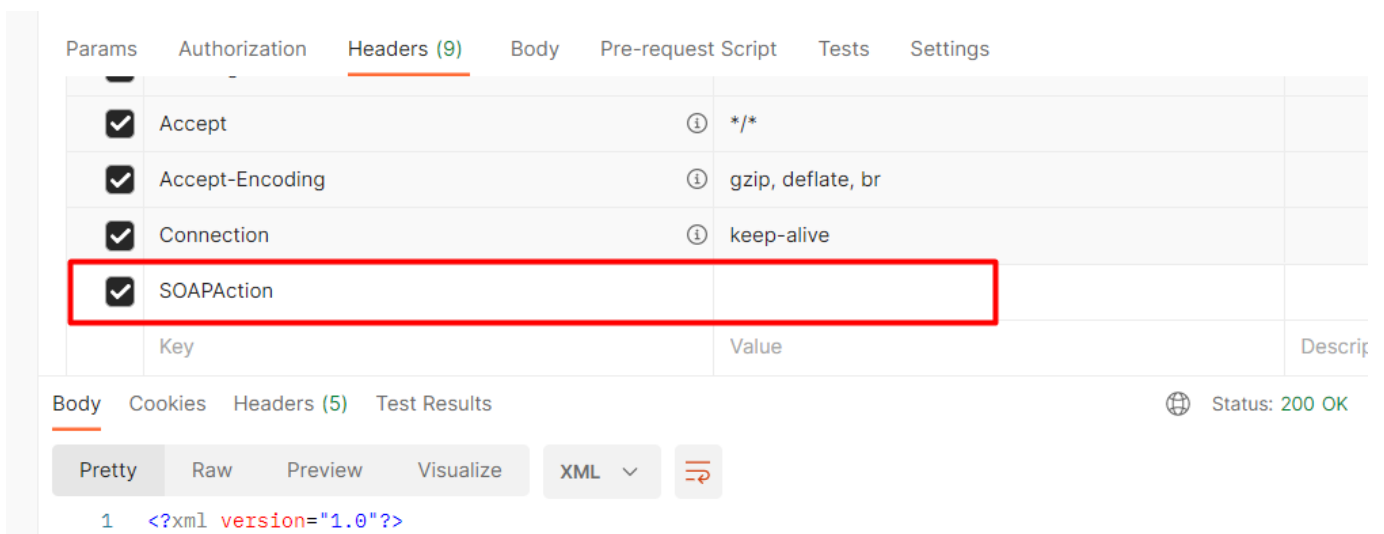 Params Authorization Headers (9) Body Pre-request Script Tests Settings
Accept */*
Accept-Encoding gzip, deflate, br
Connection keep-alive
SOAPAction
Key Value Descrip
Body Cookies Headers (5) Test Results Status: 200 OK
Pretty Raw Preview Visualize XML
1 <?xml version="1.0"?>